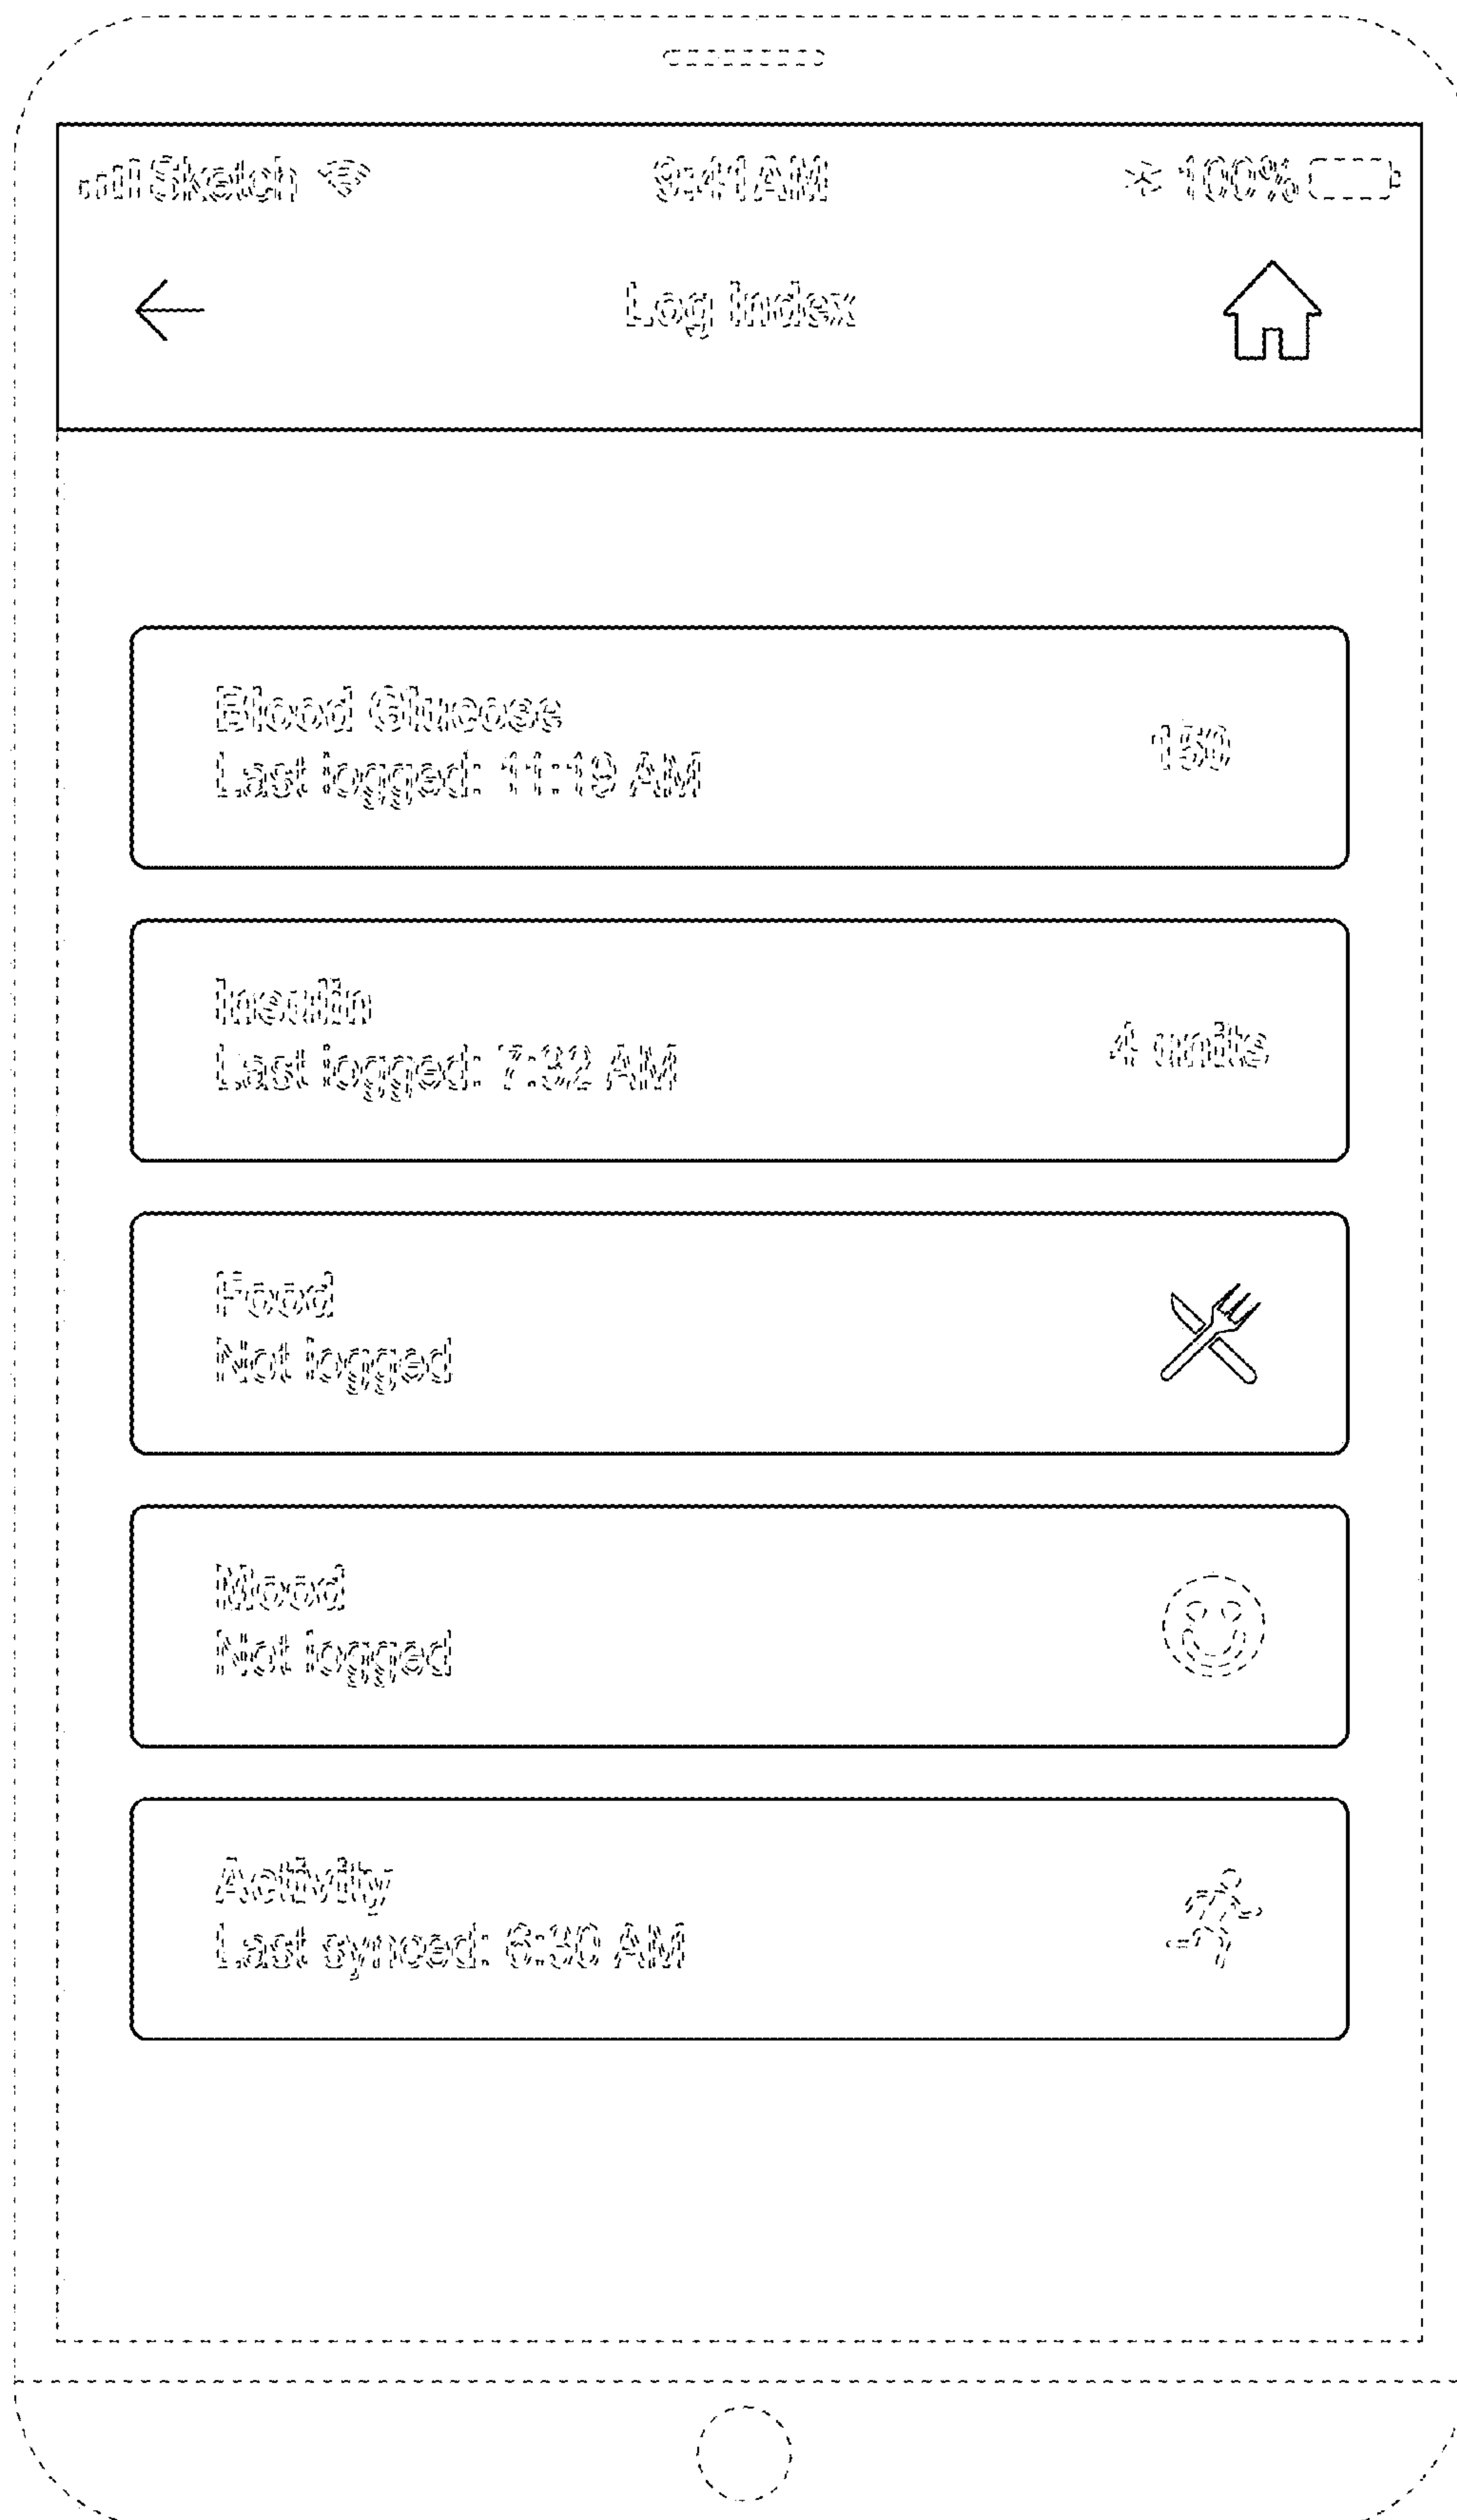 Sketch 9:41 AM 100%
Log Index
Blood Glucose
Last logged: 11:19 AM
150
Insulin
Last logged: 7:32 AM
4 units
Food
Not logged
Mood
Not logged
Activity
Last synced: 6:30 AM